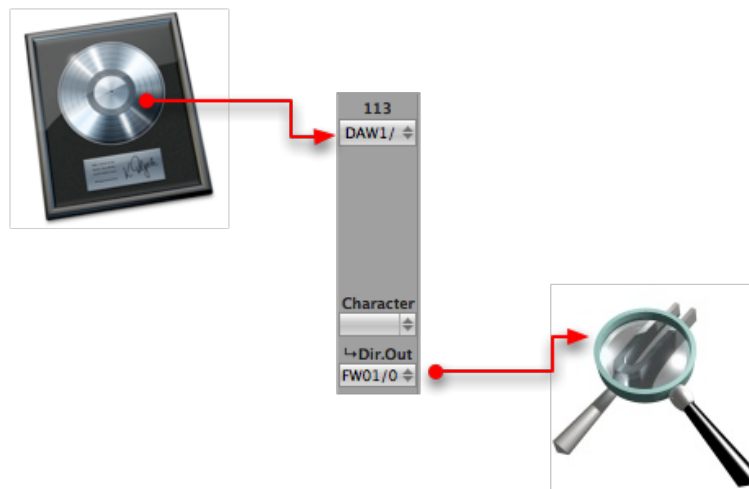 113
DAW1/
Character
↳Dir.Out
FW01/0